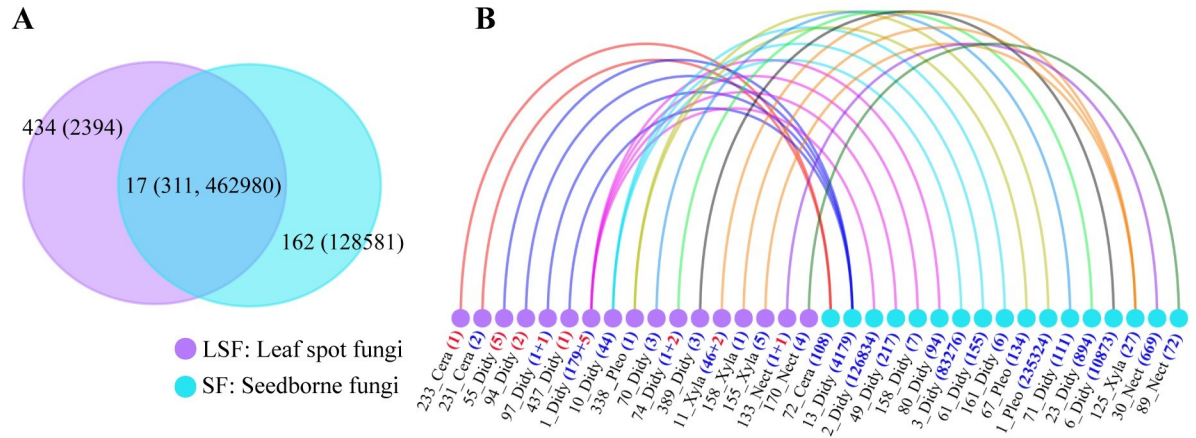 A
434 (2394)
17 (311, 462980)
162 (128581)
LSF: Leaf spot fungi
SF: Seedborne fungi
B
233_Cera (1)
231_Cera (2)
55_Didy (5)
94_Didy (2)
97_Didy (1+1)
437_Didy (1)
1_Didy (179+5)
10_Didy (44)
338_Pleo (1)
70_Didy (3)
74_Didy (1+2)
389_Didy (3)
11_Xyla (46+2)
158_Xyla (1)
155_Xyla (5)
133_Nect (1+1)
170_Nect (4)
72_Cera (108)
13_Didy (4179)
2_Didy (126834)
49_Didy (217)
158_Didy (7)
80_Didy (94)
3_Didy (83276)
61_Didy (155)
161_Didy (6)
67_Pleo (134)
1_Pleo (235324)
71_Didy (111)
23_Didy (894)
6_Didy (10873)
125_Xyla (27)
30_Nect (669)
89_Nect (72)